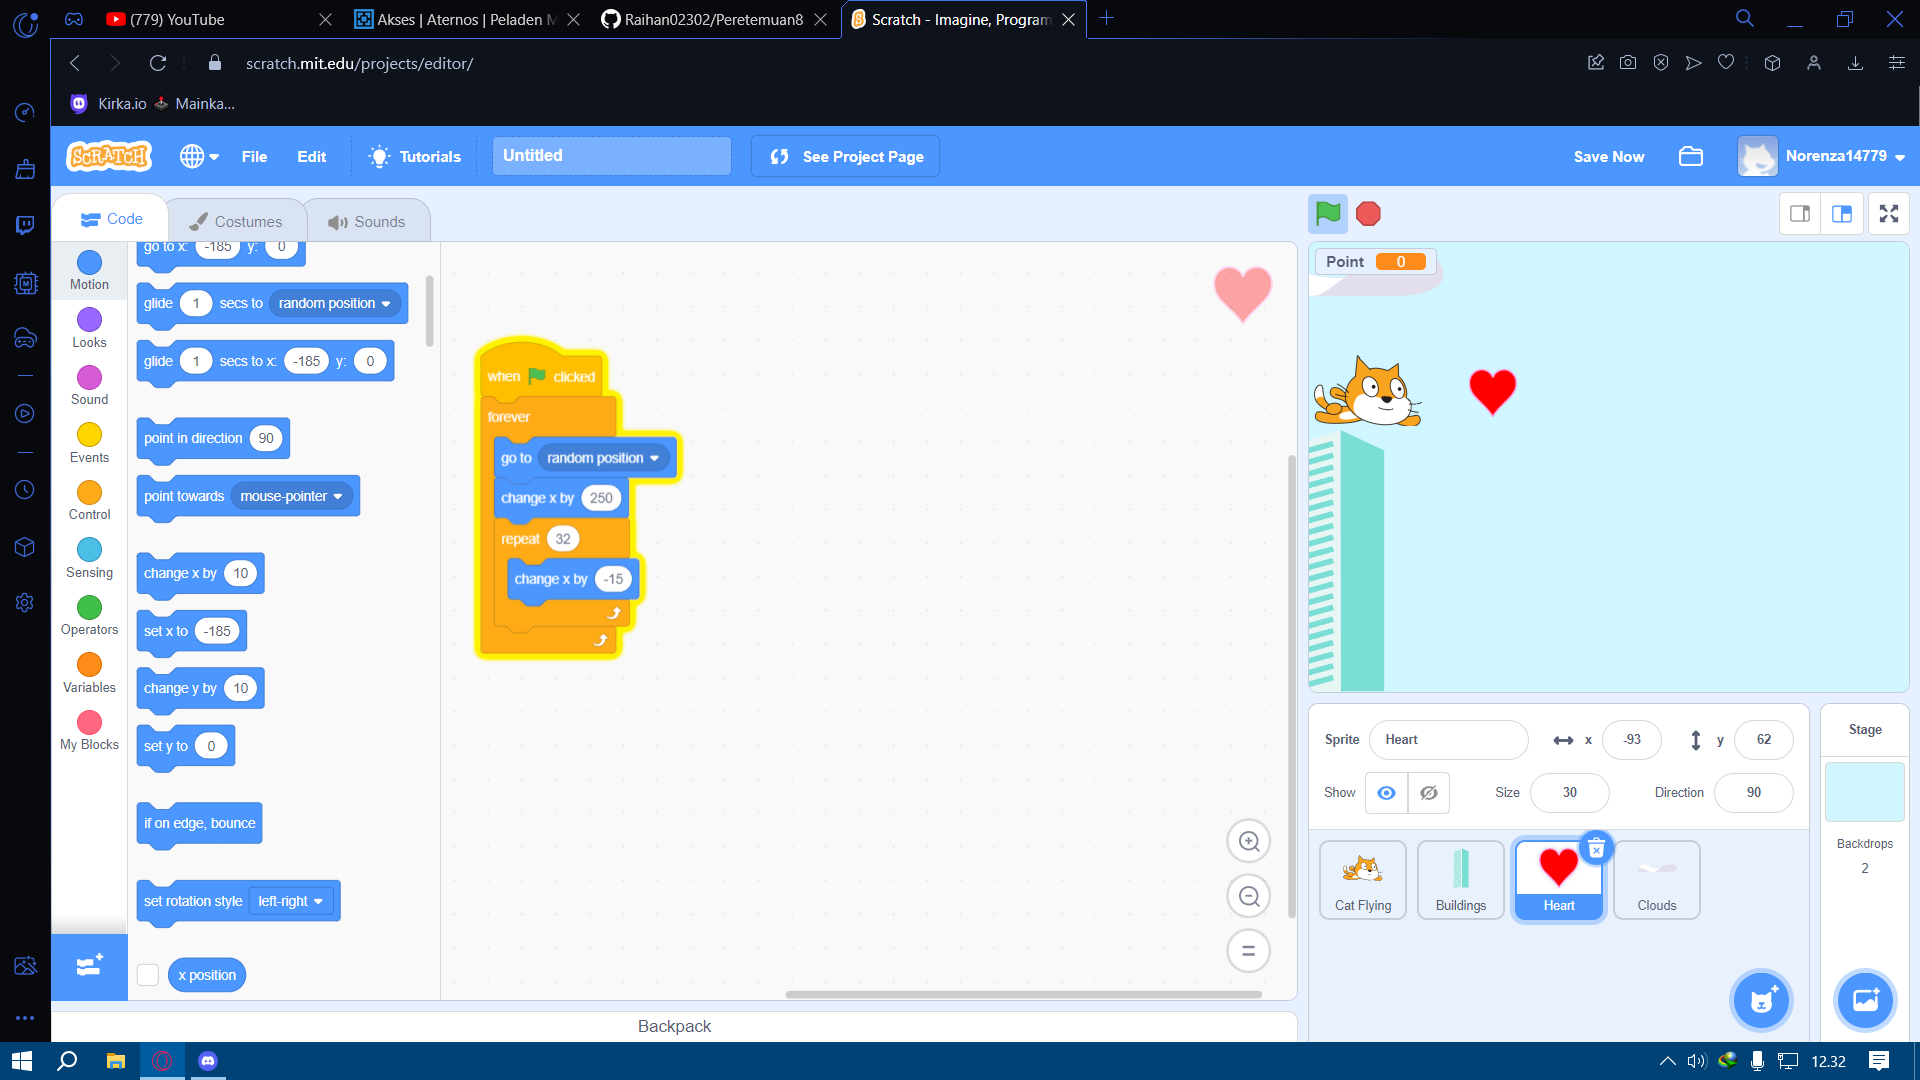 (779) YouTube
Akses | Aternos | Peladen M
Raihan02302/Peretemuan8
Scratch - Imagine, Program
scratch.mit.edu/projects/editor/
Kirka.io
Mainka...
SCRATCH
File
Edit
Tutorials
Untitled
See Project Page
Save Now
Norenza14779
Code
Costumes
Sounds
Motion
Looks
Sound
Events
Control
Sensing
Operators
Variables
My Blocks
go to x: -185 y: 0
glide 1 secs to random position
glide 1 secs to x: -185 y: 0
point in direction 90
point towards mouse-pointer
change x by 10
set x to -185
change y by 10
set y to 0
if on edge, bounce
set rotation style left-right
x position
when clicked
forever
go to random position
change x by 250
repeat 32
change x by -15
Backpack
Point 0
Sprite Heart x -93 y 62
Show Size 30 Direction 90
Cat Flying
Buildings
Heart
Clouds
Stage
Backdrops
2
12.32